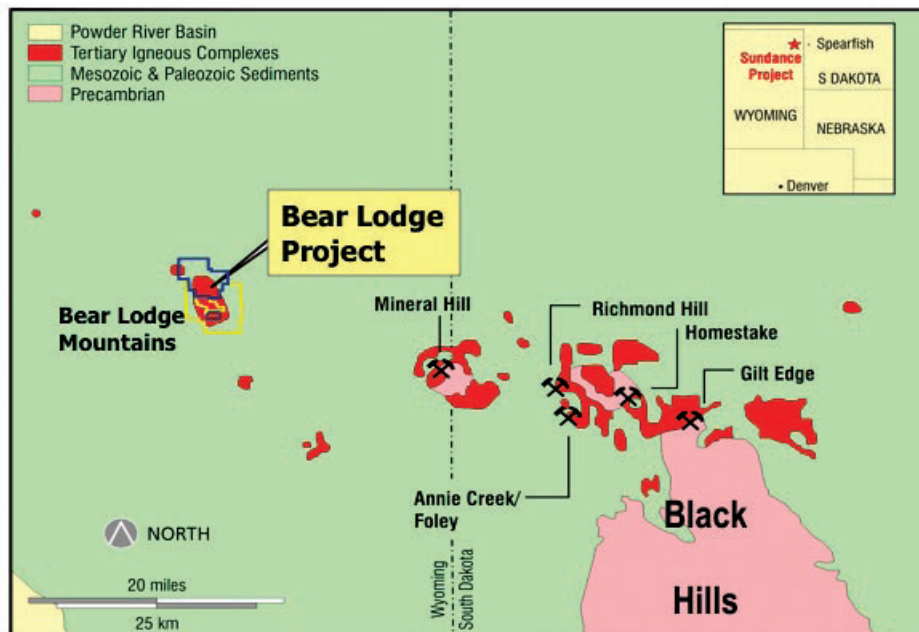 Powder River Basin
Tertiary Igneous Complexes
Mesozoic & Paleozoic Sediments
Precambrian
Sundance
Project
Spearfish
S DAKOTA
WYOMING
NEBRASKA
Denver
Bear Lodge
Project
Bear Lodge
Mountains
Mineral Hill
Richmond Hill
Homestake
Gilt Edge
Annie Creek/
Foley
Black
Hills
NORTH
20 miles
25 km
Wyoming
South Dakota